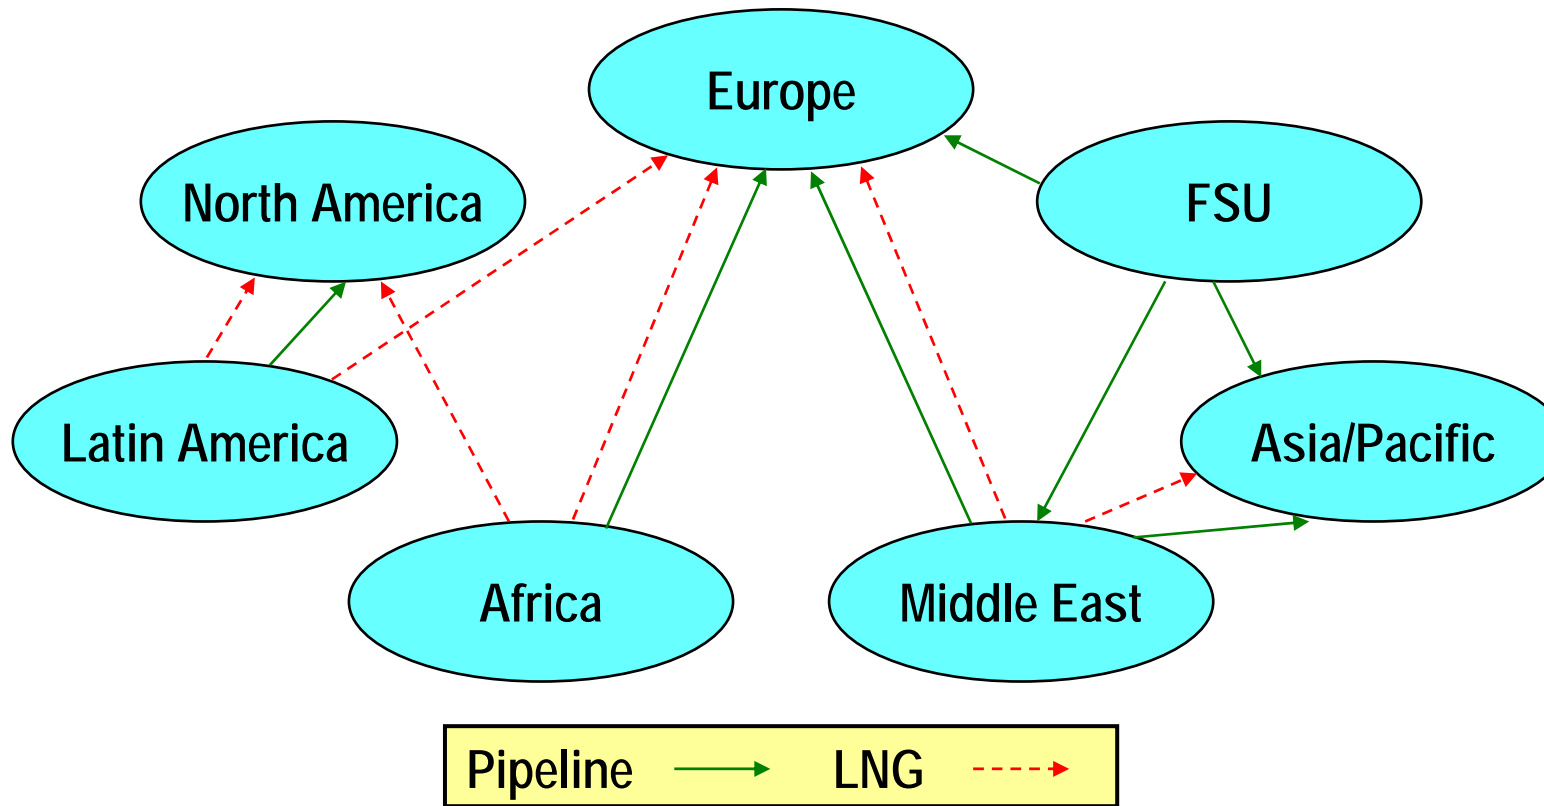 Europe
North America
FSU
Latin America
Asia/Pacific
Africa
Middle East
Pipeline LNG